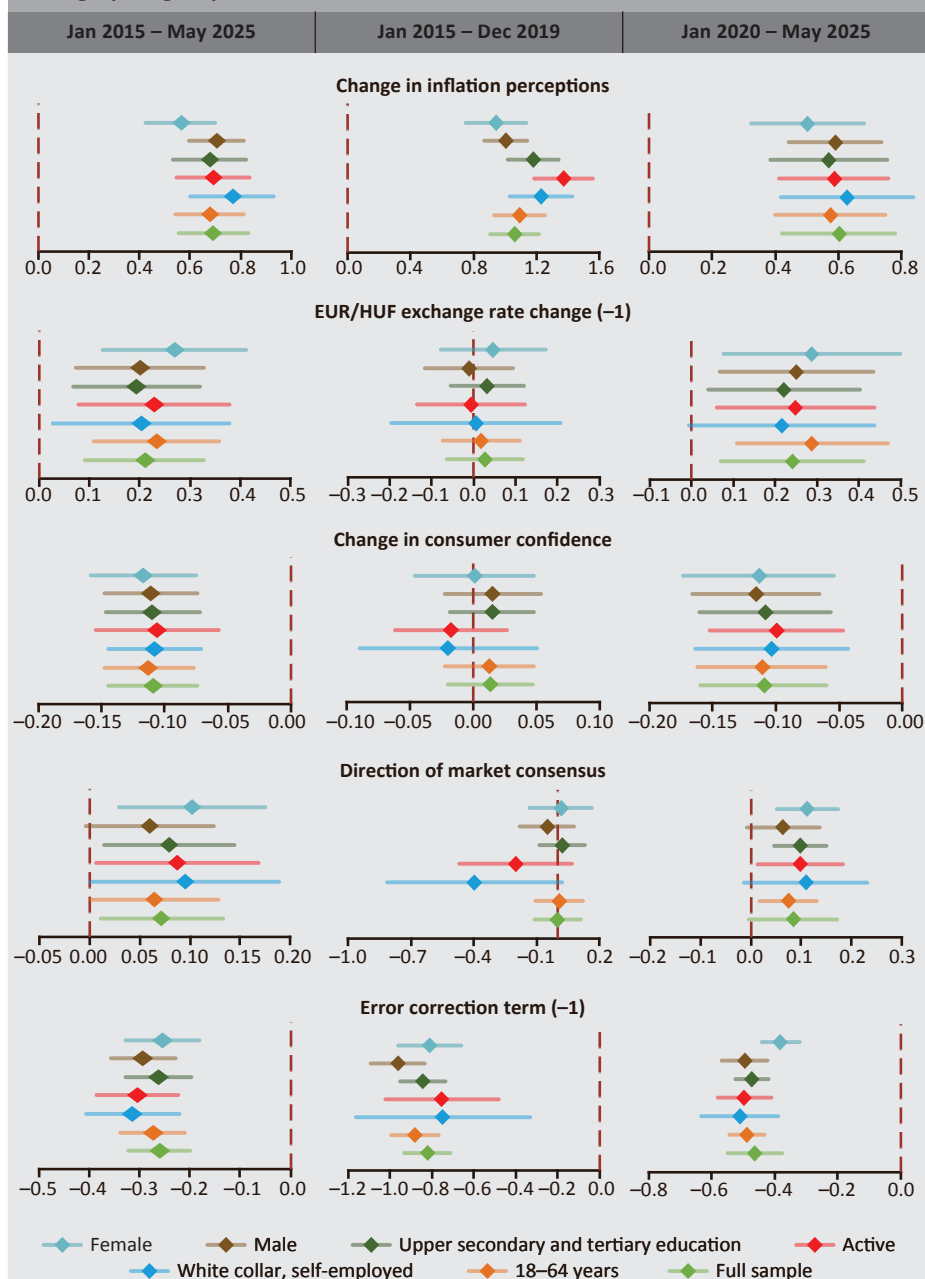 Jan 2015 – May 2025 Jan 2015 – Dec 2019 Jan 2020 – May 2025
Change in inflation perceptions
0.0 0.2 0.4 0.6 0.8 1.0 0.0 0.4 0.8 1.2 1.6 0.0 0.2 0.4 0.6 0.8
EUR/HUF exchange rate change (–1)
0.0 0.1 0.2 0.3 0.4 0.5 –0.3 –0.2 –0.1 0.0 0.1 0.2 0.3 –0.1 0.0 0.1 0.2 0.3 0.4 0.5
Change in consumer confidence
–0.20 –0.15 –0.10 –0.05 0.00 –0.10 –0.05 0.00 0.05 0.10 –0.20 –0.15 –0.10 –0.05 0.00
Direction of market consensus
–0.05 0.00 0.05 0.10 0.15 0.20 –1.0 –0.7 –0.4 –0.1 0.2 –0.2 –0.1 0.0 0.1 0.2 0.3
Error correction term (–1)
–0.5 –0.4 –0.3 –0.2 –0.1 0.0 –1.2 –1.0 –0.8 –0.6 –0.4 –0.2 0.0 –0.8 –0.6 –0.4 –0.2 0.0
Female Male Upper secondary and tertiary education Active
White collar, self-employed 18–64 years Full sample